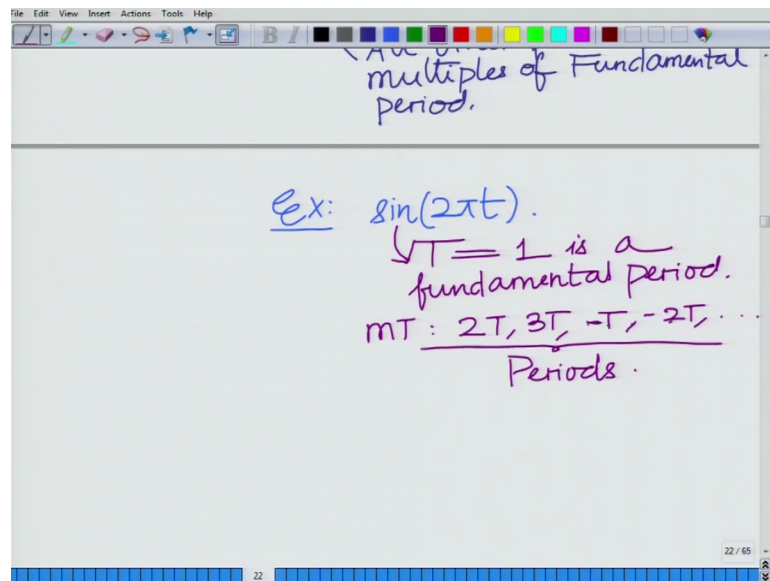 File Edit View Insert Actions Tools Help
B I
multiples of Fundamental
period.
Ex: sin(2πt).
T = 1 is a
fundamental period.
mT : 2T, 3T, -T, -2T, ...
Periods.
22 / 65
22